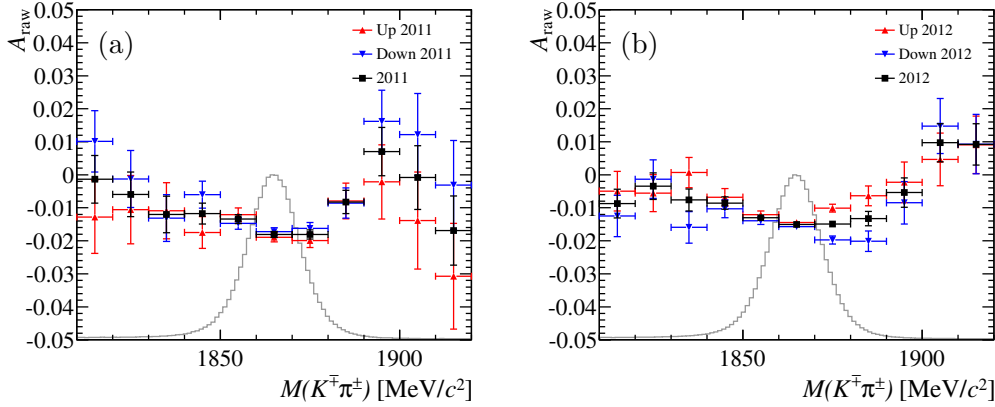 A_raw
0.05
0.04
0.03
0.02
0.01
0
-0.01
-0.02
-0.03
-0.04
-0.05
(a)
Up 2011
Down 2011
2011
1850
1900
M(K^∓π^±) [MeV/c^2]
A_raw
0.05
0.04
0.03
0.02
0.01
0
-0.01
-0.02
-0.03
-0.04
-0.05
(b)
Up 2012
Down 2012
2012
1850
1900
M(K^∓π^±) [MeV/c^2]